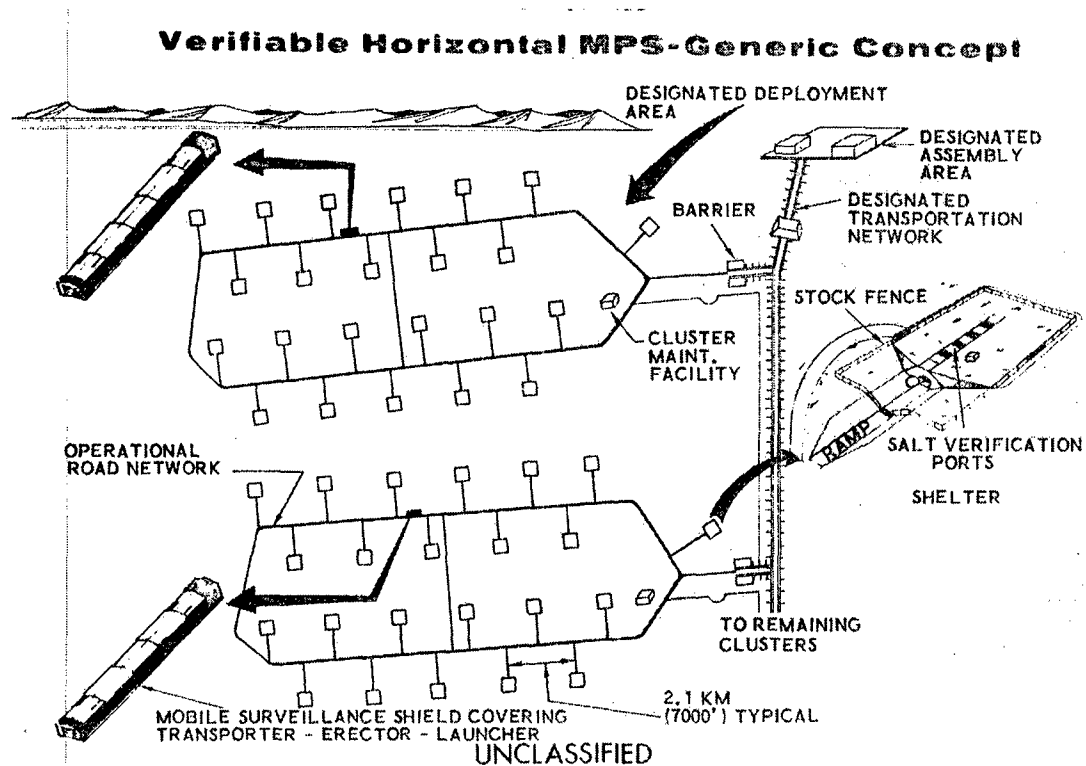 Verifiable Horizontal MPS-Generic Concept
DESIGNATED DEPLOYMENT
AREA
DESIGNATED
ASSEMBLY
AREA
BARRIER
DESIGNATED
TRANSPORTATION
NETWORK
STOCK FENCE
CLUSTER
MAINT.
FACILITY
RAMP
SALT VERIFICATION
PORTS
SHELTER
OPERATIONAL
ROAD NETWORK
TO REMAINING
CLUSTERS
2.1 KM
(7000') TYPICAL
MOBILE SURVEILLANCE SHIELD COVERING
TRANSPORTER - ERECTOR - LAUNCHER
UNCLASSIFIED